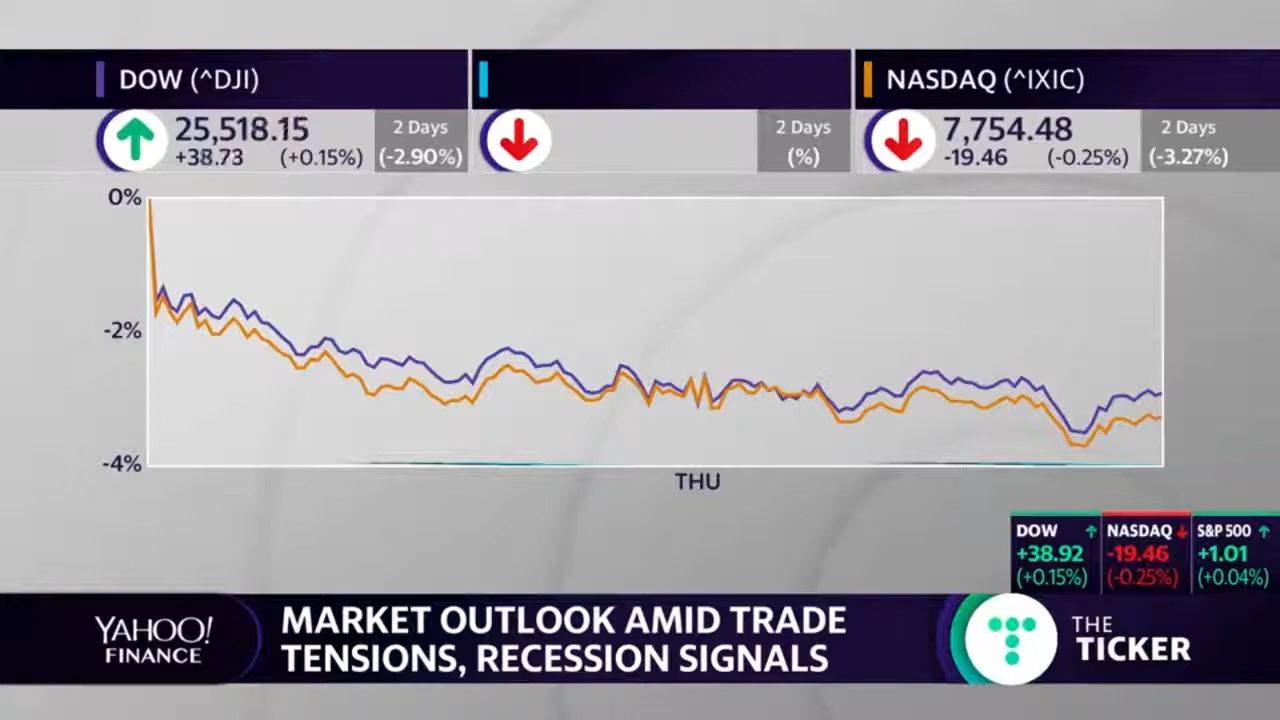 DOW (^DJI)
25,518.15
+38.73 (+0.15%)
2 Days
(-2.90%)
2 Days
(%)
NASDAQ (^IXIC)
7,754.48
-19.46 (-0.25%)
2 Days
(-3.27%)
0%
-2%
-4%
THU
DOW
+38.92
(+0.15%)
NASDAQ
-19.46
(-0.25%)
S&P 500
+1.01
(+0.04%)
YAHOO!
FINANCE
MARKET OUTLOOK AMID TRADE
TENSIONS, RECESSION SIGNALS
THE
TICKER